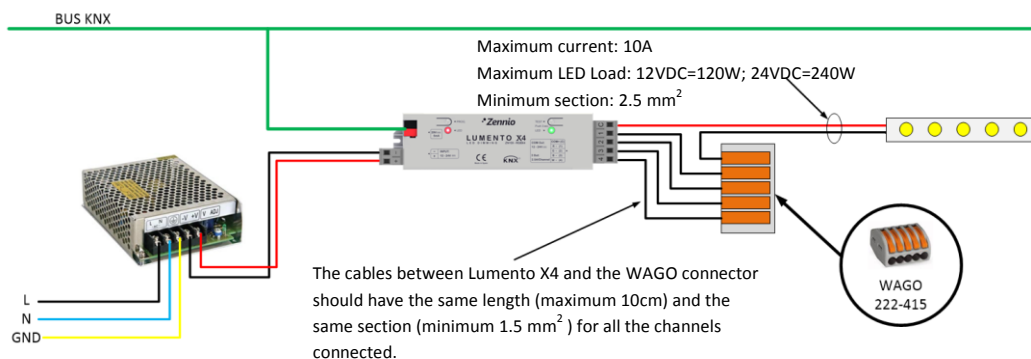 BUS KNX
Maximum current: 10A
Maximum LED Load: 12VDC=120W; 24VDC=240W
Minimum section: 2.5 mm²
Zennio
LUMENTO X4
LED DIMMER
CE
KNX
L
N
GND
The cables between Lumento X4 and the WAGO connector
should have the same length (maximum 10cm) and the
same section (minimum 1.5 mm² ) for all the channels
connected.
WAGO
222-415